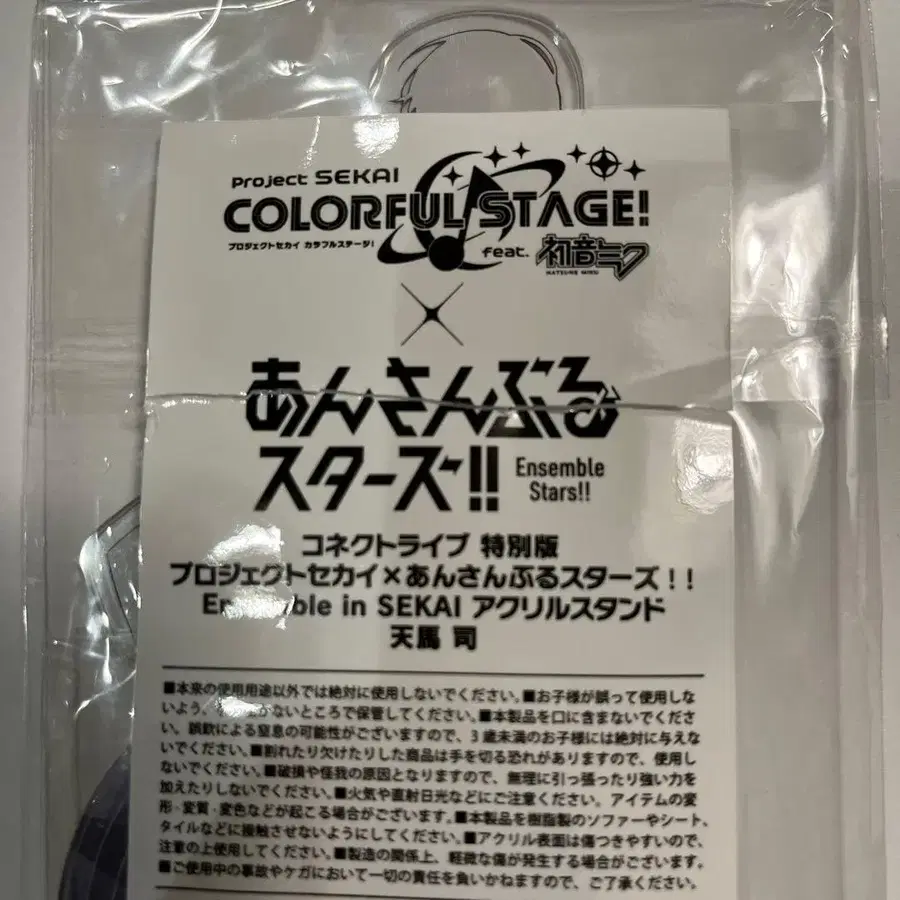 Project SEKAI
COLORFUL STAGE!
プロジェクトセカイ カラフルステージ!
feat. 初音ミク
HATSUNE MIKU
×
あんさんぶる
スターズ!!
Ensemble
Stars!!
コネクトライブ 特別版
プロジェクトセカイ×あんさんぶるスターズ!!
in SEKAI アクリルスタンド
天馬 司
■本来の使用用途以外では絶対に使用しないでください。■お子様が誤って使用しな
いよう、 かないところで保管してください。■本製品を口に含まないでくださ
い。誤飲による窒息の可能性がございますので、3歳未満のお子様には絶対に与えな
いでください。■割れたり欠けたりした商品は手を切る恐れがありますので、使用し
ないでください。■破損や怪我の原因となりますので、無理に引っ張ったり強い力を
加えたりしないでください。■火気や直射日光などにご注意ください。アイテムの変
形・変質・変色などが起こる場合がございます。■本製品を樹脂製のソファーやシート、
タイルなどに接触させないようにしてください。■アクリル表面は傷つきやすいので、
注意の上使用してください。■製造の関係上、軽微な傷が発生する場合がございます。
■ご使用中の事故やケガにおいて一切の責任を負いかねますので、ご了承ください。